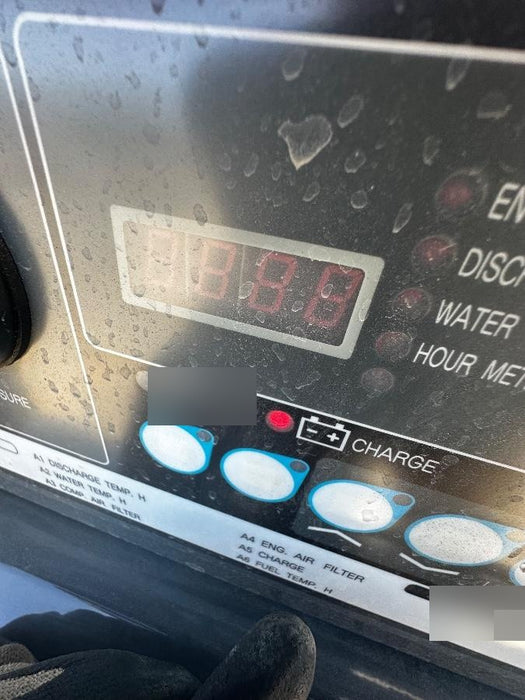 EN
DISCH
WATER
HOUR MET
SURE
- +
CHARGE
A1 DISCHARGE TEMP. H
A2 WATER TEMP. H
A3 COMP. AIR FILTER
A4 ENG. AIR FILTER
A5 CHARGE
A6 FUEL TEMP. H